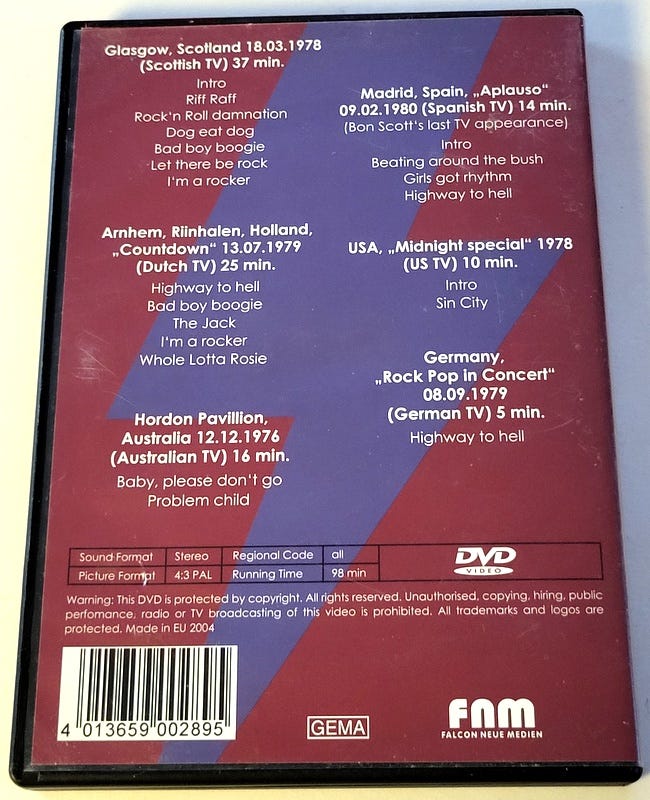 Glasgow, Scotland 18.03.1978
(Scottish TV) 37 min.
Intro
Riff Raff
Rock'n Roll damnation
Dog eat dog
Bad boy boogie
Let there be rock
I'm a rocker
Arnhem, Riinhalen, Holland,
„Countdown“ 13.07.1979
(Dutch TV) 25 min.
Highway to hell
Bad boy boogie
The Jack
I'm a rocker
Whole Lotta Rosie
Hordon Pavillion,
Australia 12.12.1976
(Australian TV) 16 min.
Baby, please don't go
Problem child
Madrid, Spain, „Aplauso“
09.02.1980 (Spanish TV) 14 min.
(Bon Scott's last TV appearance)
Intro
Beating around the bush
Girls got rhythm
Highway to hell
USA, „Midnight special“ 1978
(US TV) 10 min.
Intro
Sin City
Germany,
„Rock Pop in Concert“
08.09.1979
(German TV) 5 min.
Highway to hell
Sound Format Stereo Regional Code all
Picture Format 4:3 PAL Running Time 98 min
DVD
VIDEO
Warning: This DVD is protected by copyright. All rights reserved. Unauthorised, copying, hiring, public
perfomance, radio or TV broadcasting of this video is prohibited. All trademarks and logos are
protected. Made in EU 2004
4 013659 002895
GEMA
fnm
FALCON NEUE MEDIEN